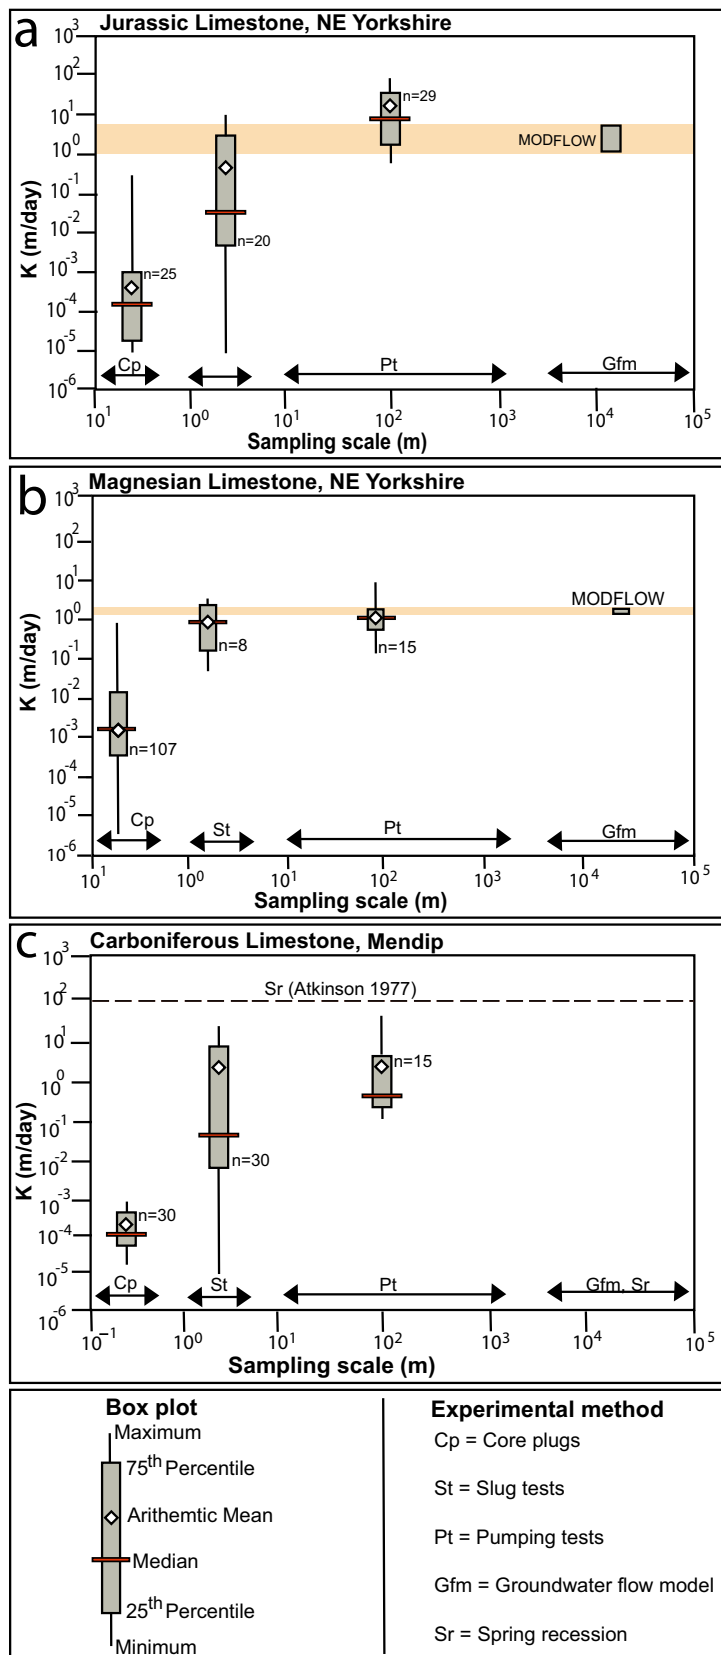 a Jurassic Limestone, NE Yorkshire
K (m/day)
10³
10²
10¹
10⁰
10⁻¹
10⁻²
10⁻³
10⁻⁴
10⁻⁵
10⁻⁶
n=29
MODFLOW
n=20
n=25
Cp
Pt
Gfm
10¹ 10⁰ 10¹ 10² 10³ 10⁴ 10⁵
Sampling scale (m)
b Magnesian Limestone, NE Yorkshire
K (m/day)
10³
10²
10¹
10⁰
10⁻¹
10⁻²
10⁻³
10⁻⁴
10⁻⁵
10⁻⁶
MODFLOW
n=8
n=15
n=107
Cp
St
Pt
Gfm
10¹ 10⁰ 10¹ 10² 10³ 10⁴ 10⁵
Sampling scale (m)
c Carboniferous Limestone, Mendip
K (m/day)
10³
10²
10¹
10⁰
10⁻¹
10⁻²
10⁻³
10⁻⁴
10⁻⁵
10⁻⁶
Sr (Atkinson 1977)
n=15
n=30
n=30
Cp
St
Pt
Gfm, Sr
10⁻¹ 10⁰ 10¹ 10² 10³ 10⁴ 10⁵
Sampling scale (m)
Box plot
Maximum
75th Percentile
Arithemtic Mean
Median
25th Percentile
Minimum
Experimental method
Cp = Core plugs
St = Slug tests
Pt = Pumping tests
Gfm = Groundwater flow model
Sr = Spring recession